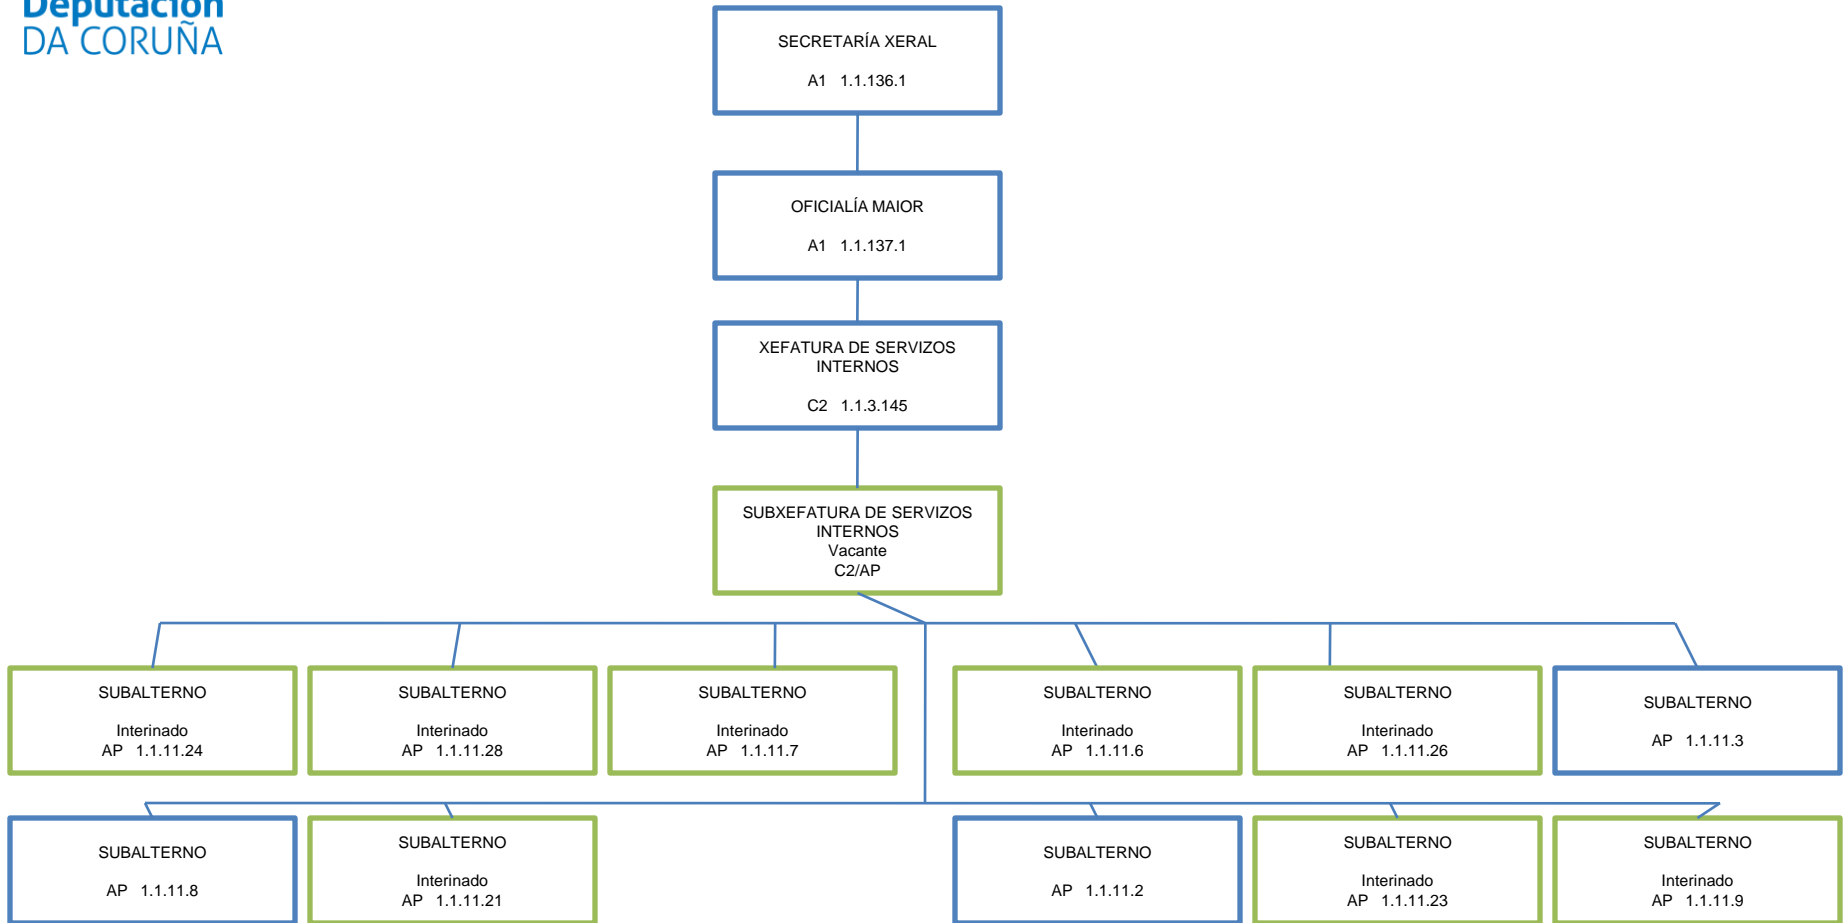 Deputación
DA CORUÑA
SECRETARÍA XERAL
A1 1.1.136.1
OFICIALÍA MAIOR
A1 1.1.137.1
XEFATURA DE SERVIZOS
INTERNOS
C2 1.1.3.145
SUBXEFATURA DE SERVIZOS
INTERNOS
Vacante
C2/AP
SUBALTERNO
Interinado
AP 1.1.11.24
SUBALTERNO
Interinado
AP 1.1.11.28
SUBALTERNO
Interinado
AP 1.1.11.7
SUBALTERNO
Interinado
AP 1.1.11.6
SUBALTERNO
Interinado
AP 1.1.11.26
SUBALTERNO
AP 1.1.11.3
SUBALTERNO
AP 1.1.11.8
SUBALTERNO
Interinado
AP 1.1.11.21
SUBALTERNO
AP 1.1.11.2
SUBALTERNO
Interinado
AP 1.1.11.23
SUBALTERNO
Interinado
AP 1.1.11.9